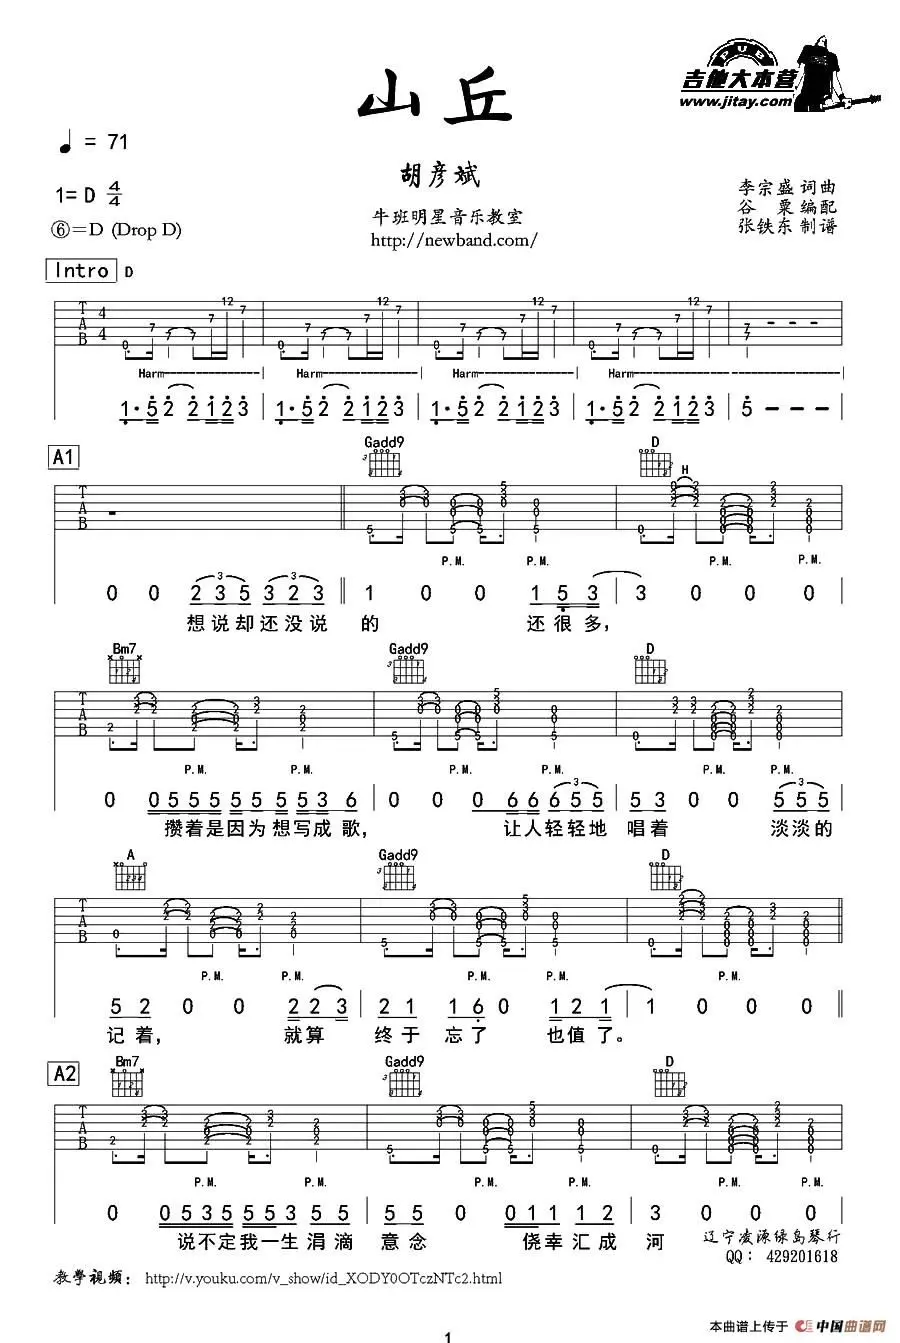 山丘
PUB
吉他大本营
www.jitay.com
♩ = 71
胡彦斌
1= D 4/4
李宗盛 词曲
牛班明星音乐教室
谷 粟 编配
⑥=D (Drop D)
http://newband.com/
张铁东 制谱
Intro D
Harm Harm Harm Harm
1·5 2 2 1 2 3 | 1·5 2 2 1 2 3 | 1·5 2 2 1 2 3 | 1·5 2 2 1 2 3 | 5 - - -
A1 Gadd9 D
H
P.M. P.M. P.M. P.M.
0 0 2 3 5 3 2 3 ‖ 1 0 0 1 5 3 | 3 0 0 0
想说却还没说 的 还很多,
Bm7 Gadd9 D
P.M. P.M. P.M. P.M. P.M. P.M.
0 0 5 5 5 5 5 5 5 3 6 | 0 0 0 6 6 6 5 5 | 5 3 0 0 5 5 5
攒着是因为想写成歌, 让人轻轻地 唱着 淡淡的
A Gadd9 D
P.M. P.M. P.M. P.M. P.M. P.M.
5 2 0 0 2 2 3 | 2 1 1 6 0 1 2 1 | 1 0 0 0 ‖
记着, 就算 终于 忘了 也值了。
A2 Bm7 Gadd9 D
P.M. P.M. P.M. P.M. P.M. P.M.
0 0 5 3 5 5 5 3 5 | 5 5 0 0 1 1 1 1 2 | 3 0 0 0
说不定我一生涓滴 意念 侥幸汇成 河
辽宁凌源绿岛琴行
QQ: 429201618
教学视频: http://v.youku.com/v_show/id_XODY0OTczNTc2.html
本曲谱上传于 中国曲谱网
1